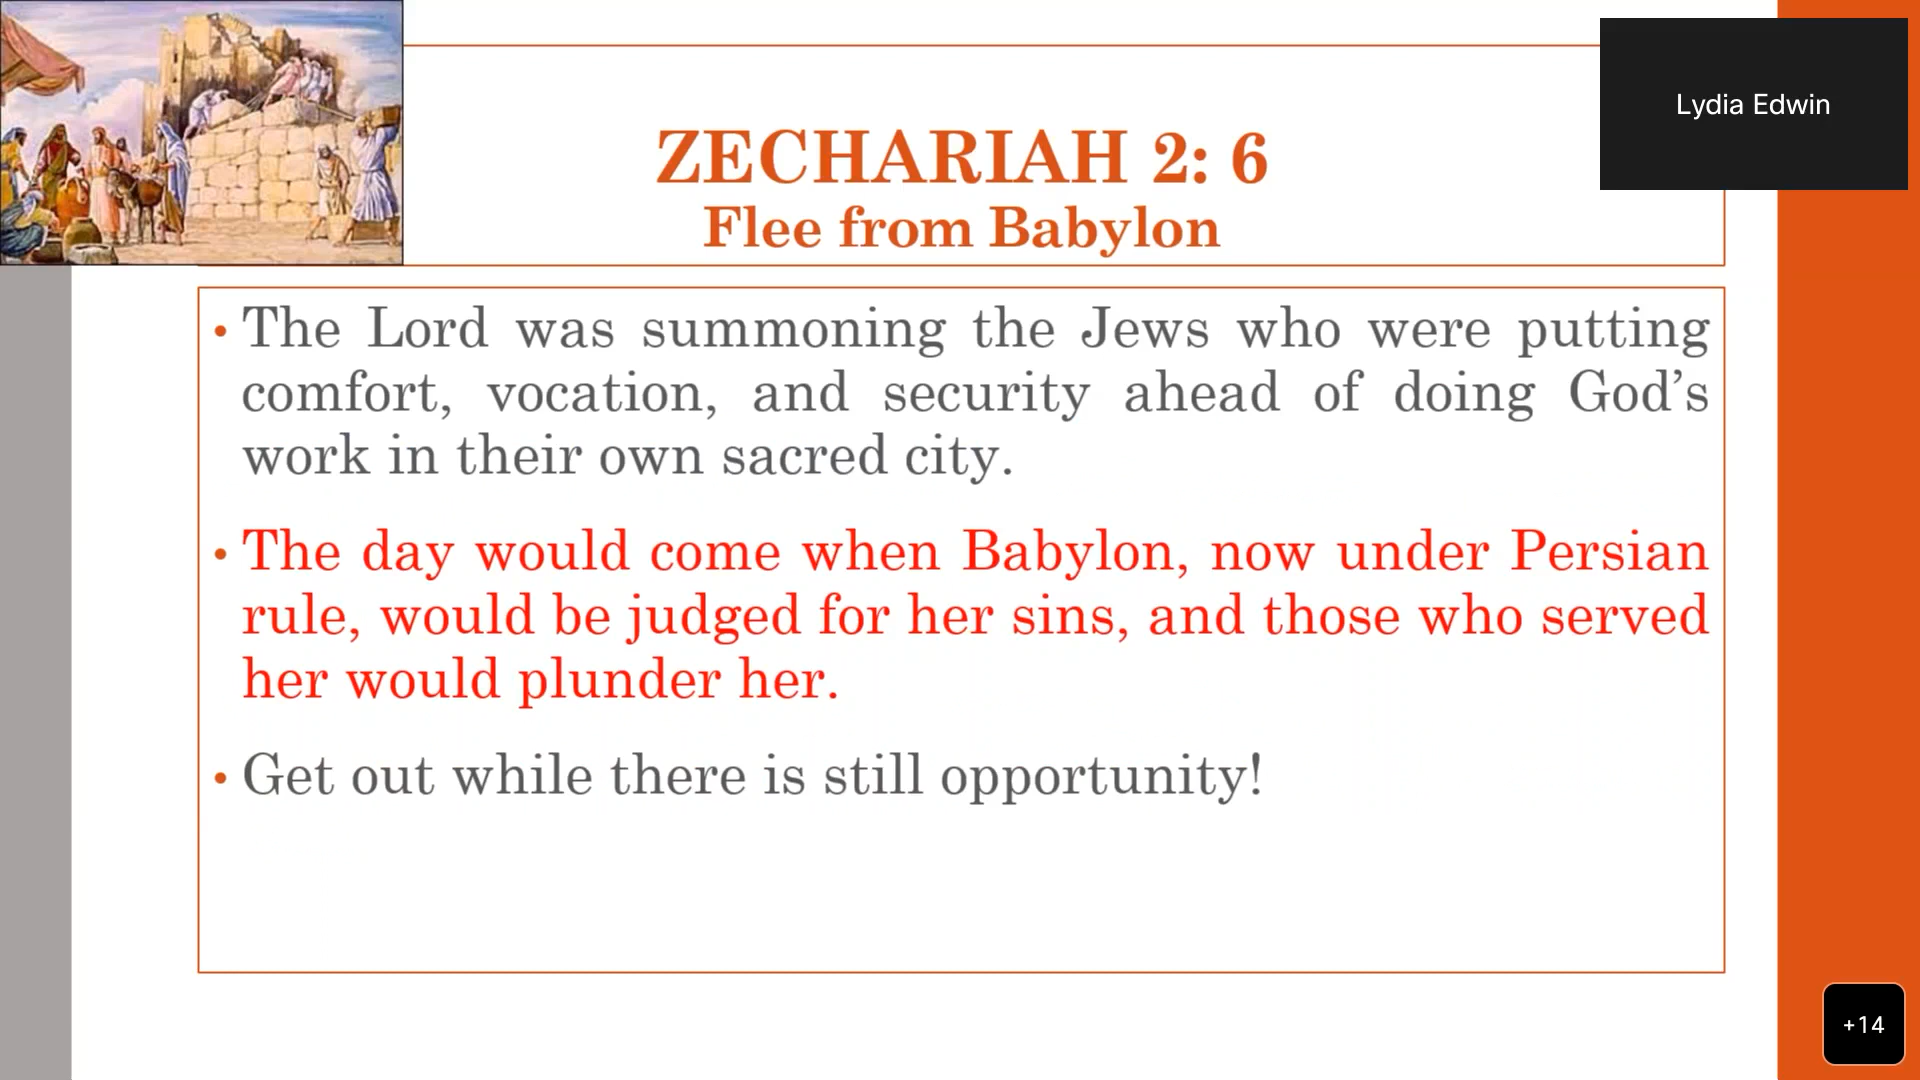 Lydia Edwin
ZECHARIAH 2: 6
Flee from Babylon
• The Lord was summoning the Jews who were putting
comfort, vocation, and security ahead of doing God’s
work in their own sacred city.
• The day would come when Babylon, now under Persian
rule, would be judged for her sins, and those who served
her would plunder her.
• Get out while there is still opportunity!
+14